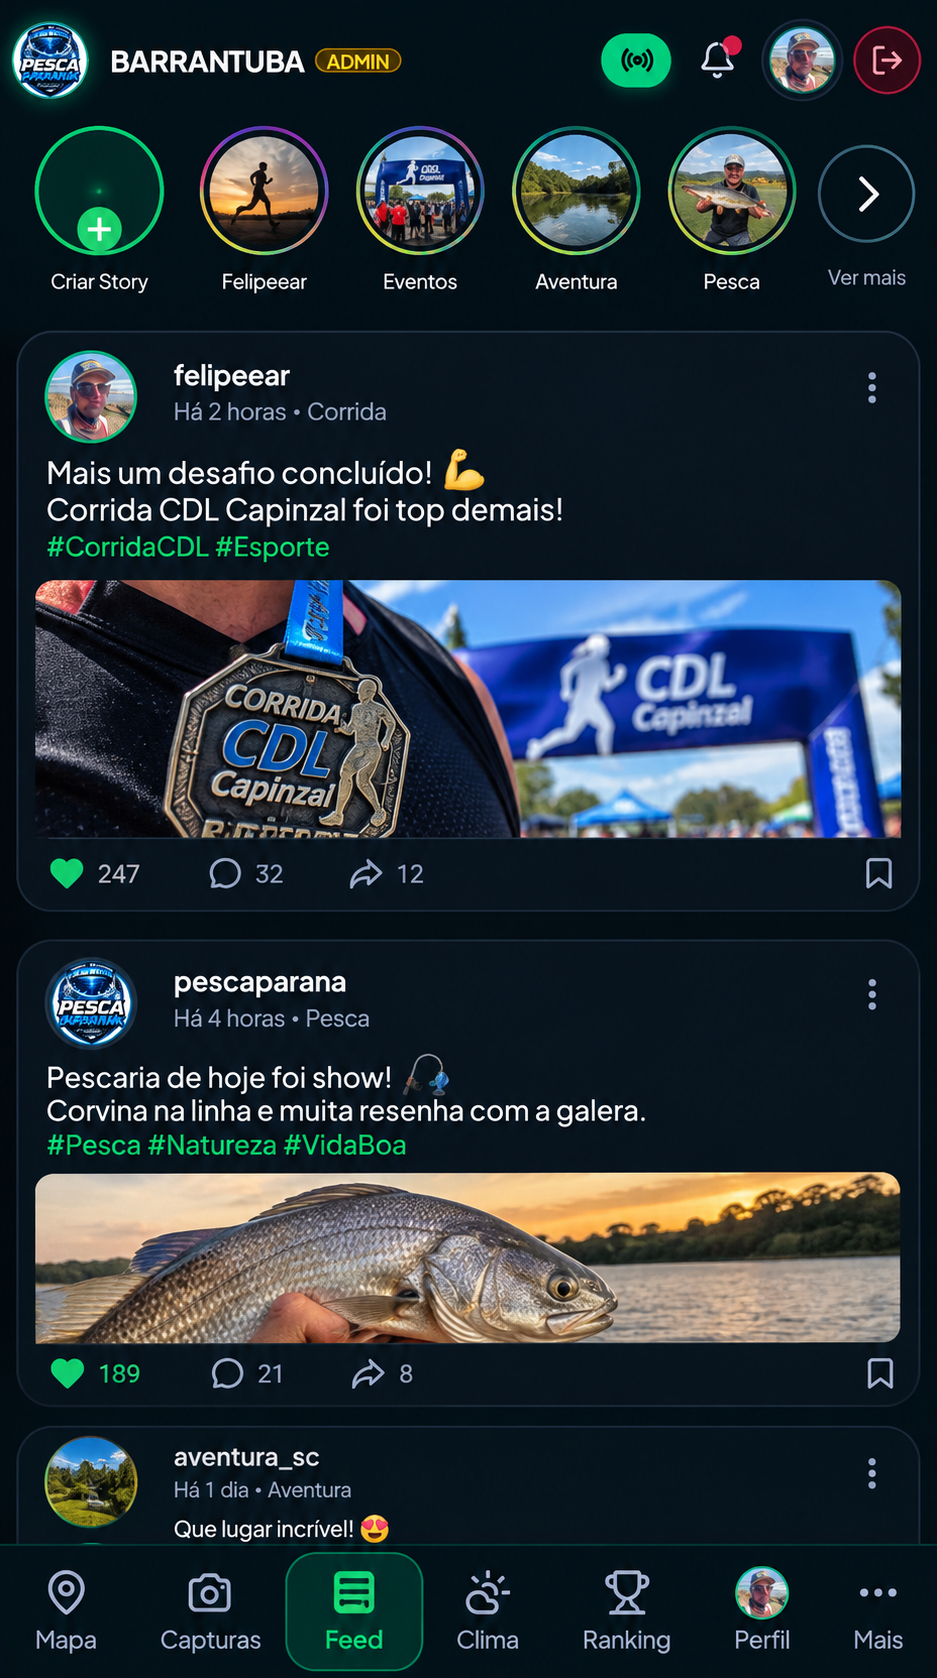 PESCA
BARRANTUBA
ADMIN
CDL
Capinzal
Criar Story
Felipeear
Eventos
Aventura
Pesca
Ver mais
felipeear
Há 2 horas • Corrida
Mais um desafio concluído! 💪
Corrida CDL Capinzal foi top demais!
#CorridaCDL #Esporte
CORRIDA
CDL
Capinzal
CDL
Capinzal
247
32
12
PESCA
pescaparana
Há 4 horas • Pesca
Pescaria de hoje foi show! 🎣
Corvina na linha e muita resenha com a galera.
#Pesca #Natureza #VidaBoa
189
21
8
aventura_sc
Há 1 dia • Aventura
Que lugar incrível! 😍
Mapa
Capturas
Feed
Clima
Ranking
Perfil
Mais